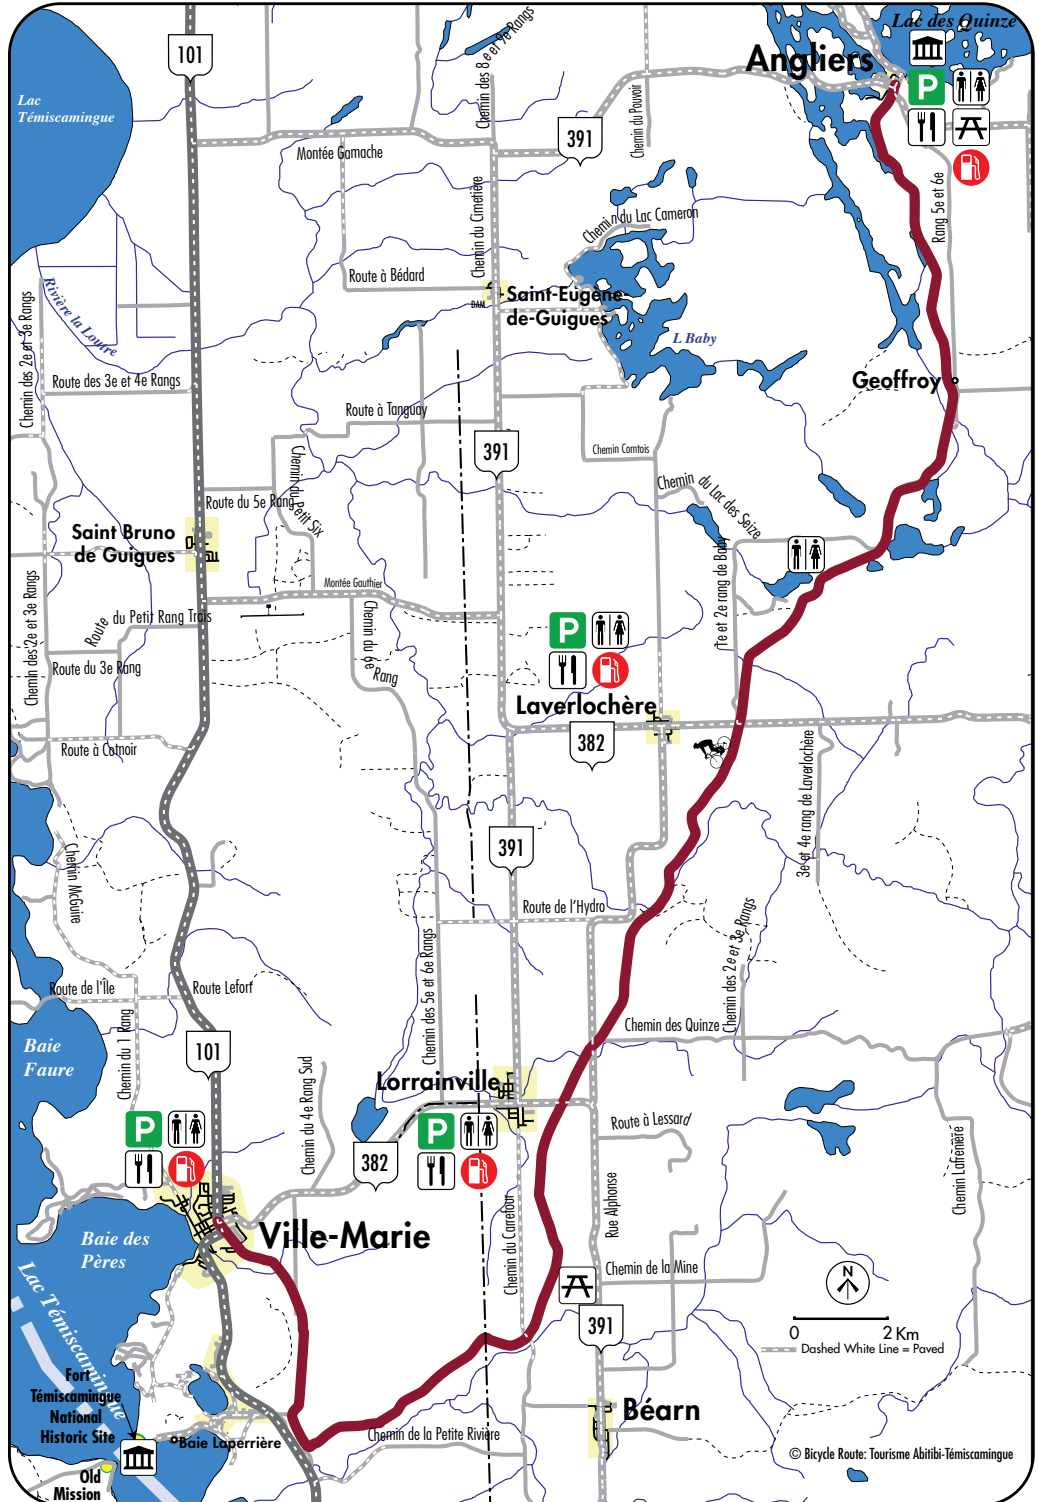 Lac des Quinze
Angliers
P
101
Lac
Témiscamingue
Chemin des 8e et 9e Rangs
391
Chemin du Pouvoir
Montée Gamache
Rang 5e et 6e
Chemin du Cimetière
Chemin du Lac Cameron
Route à Bédard
Rivière la Loutre
DAM
Saint-Eugène-
de-Guigues
L Baby
Chemin des 2e et 3e Rangs
Route des 3e et 4e Rangs
Geoffroy
Route à Tanguay
391
Chemin Comtois
Chemin du Petit Six
Chemin du Lac des Seize
Route du 5e Rang
Saint Bruno
de Guigues
1e et 2e rang de Baby
Montée Gauthier
Chemin des 2e et 3e Rangs
Route du Petit Rang Trois
Chemin du 6e Rang
P
Route du 3e Rang
Laverlochère
382
Route à Cotnoir
3e et 4e rang de Laverlochère
391
Chemin McGuire
Route de l'Hydro
Chemin des 5e et 6e Rangs
Chemin des 2e et 3e Rangs
Route de l'Île
Route Lefort
Chemin du 1 Rang
Chemin des Quinze
101
Baie
Faure
Chemin du 4e Rang Sud
Lorrainville
P
P
Route à Lessard
382
Chemin Lafrenière
Chemin du Carrefour
Rue Alphonse
Ville-Marie
Baie des
Pères
Chemin de la Mine
N
Lac Témiscamingue
391
0 2 Km
Dashed White Line = Paved
Fort
Témiscamingue
National
Historic Site
Béarn
Baie Laperrière
Chemin de la Petite Rivière
© Bicycle Route: Tourisme Abitibi-Témiscamingue
Old
Mission